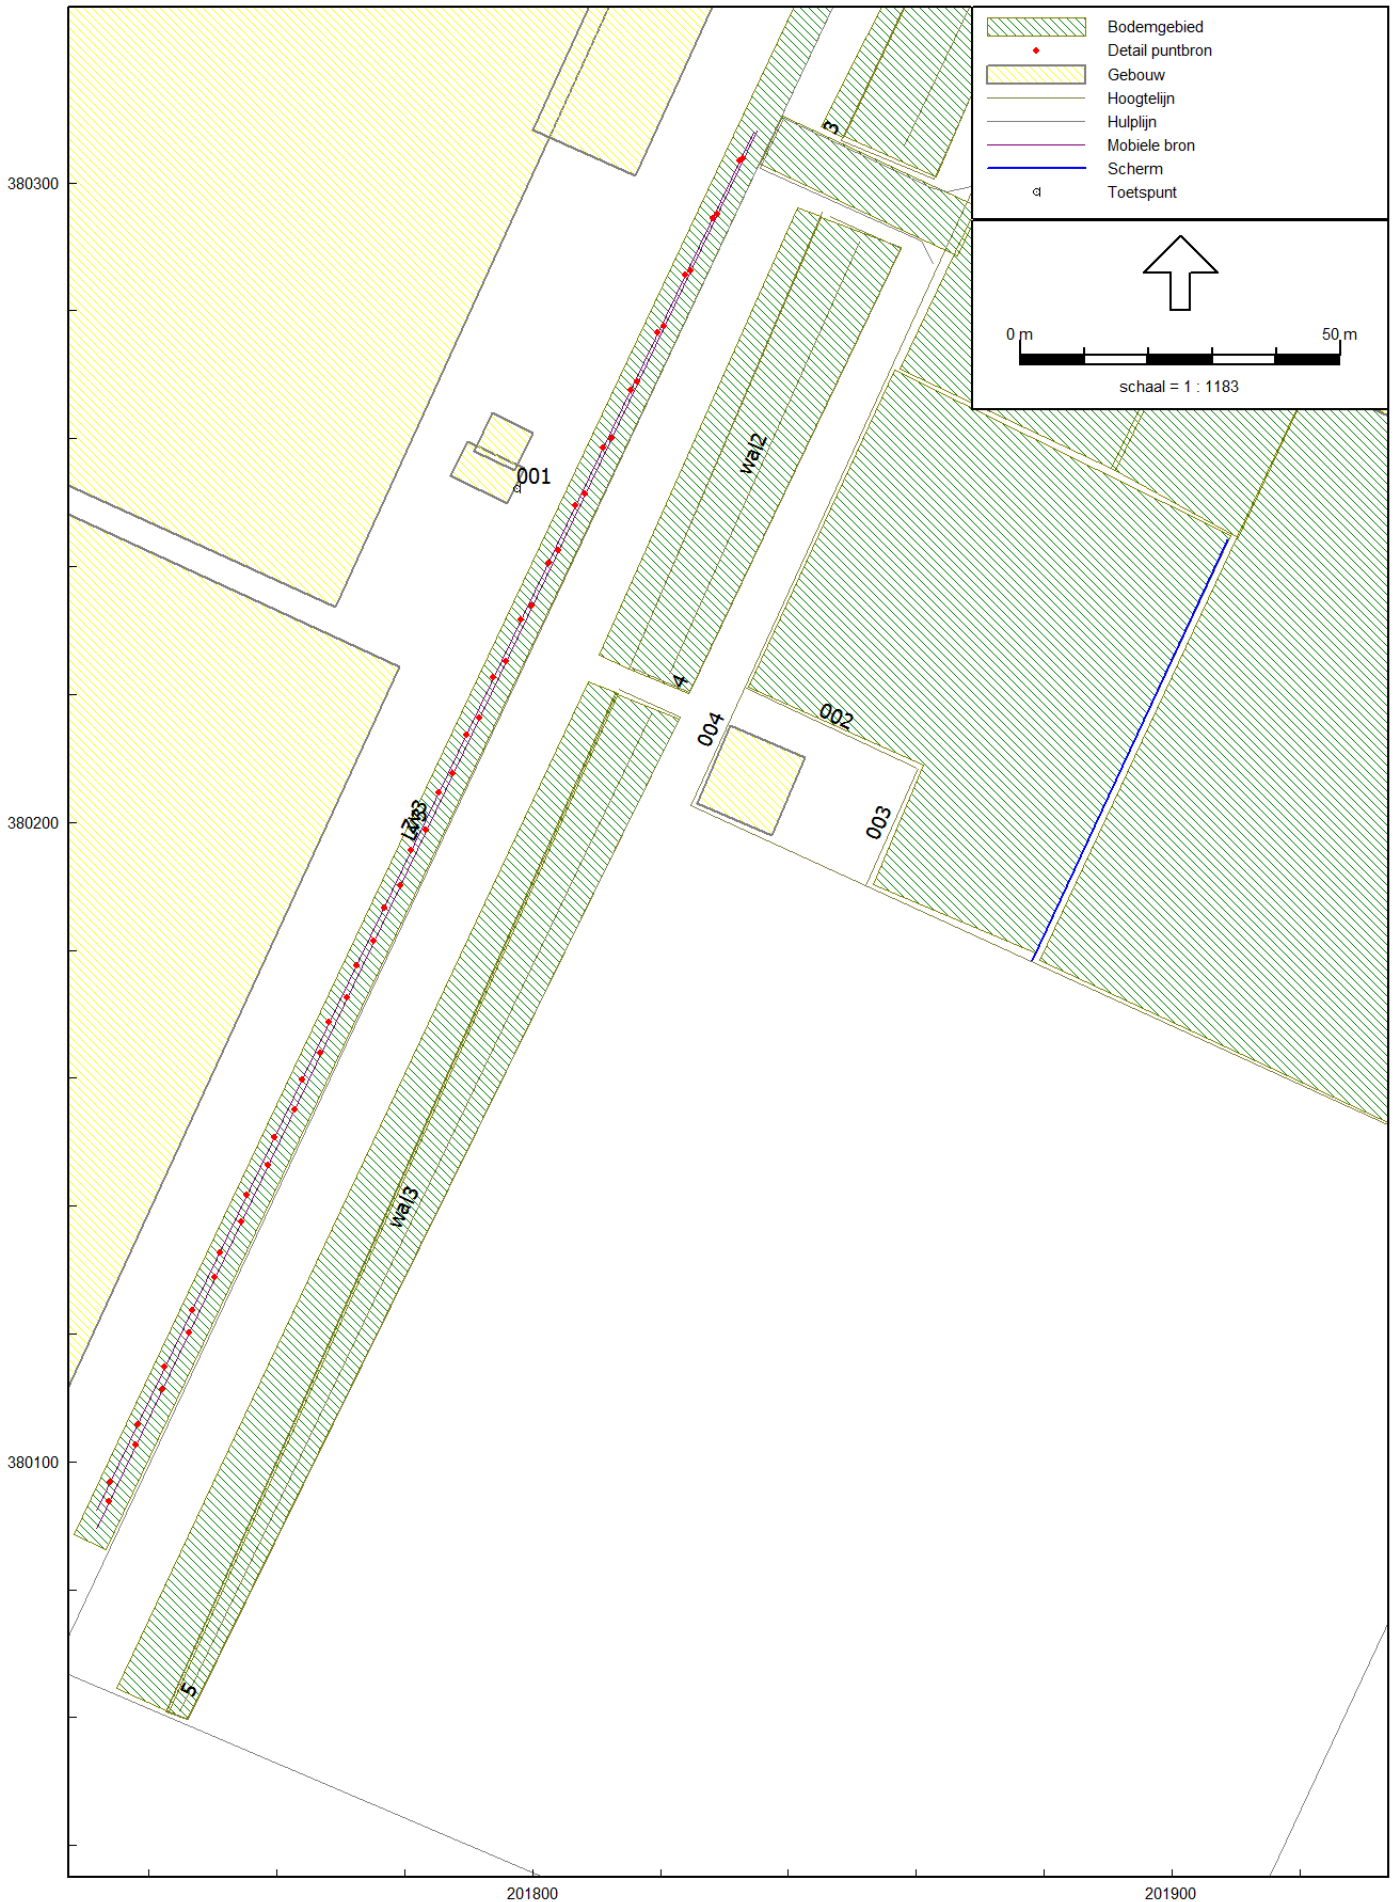 Bodemgebied
Detail puntbron
Gebouw
Hoogtelijn
Hulplijn
Mobiele bron
Scherm
Toetspunt
0 m
50 m
schaal = 1 : 1183
3
380300
wal2
001
4
004
002
003
380200
wal3
380100
5
201800
201900